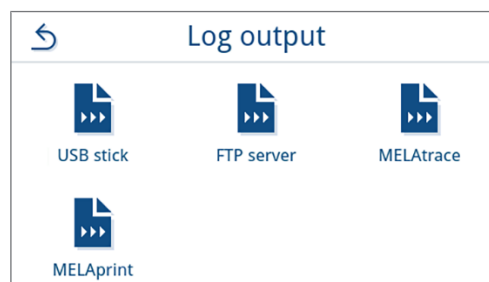 Log output
USB stick
FTP server
MELAtrace
MELAprint